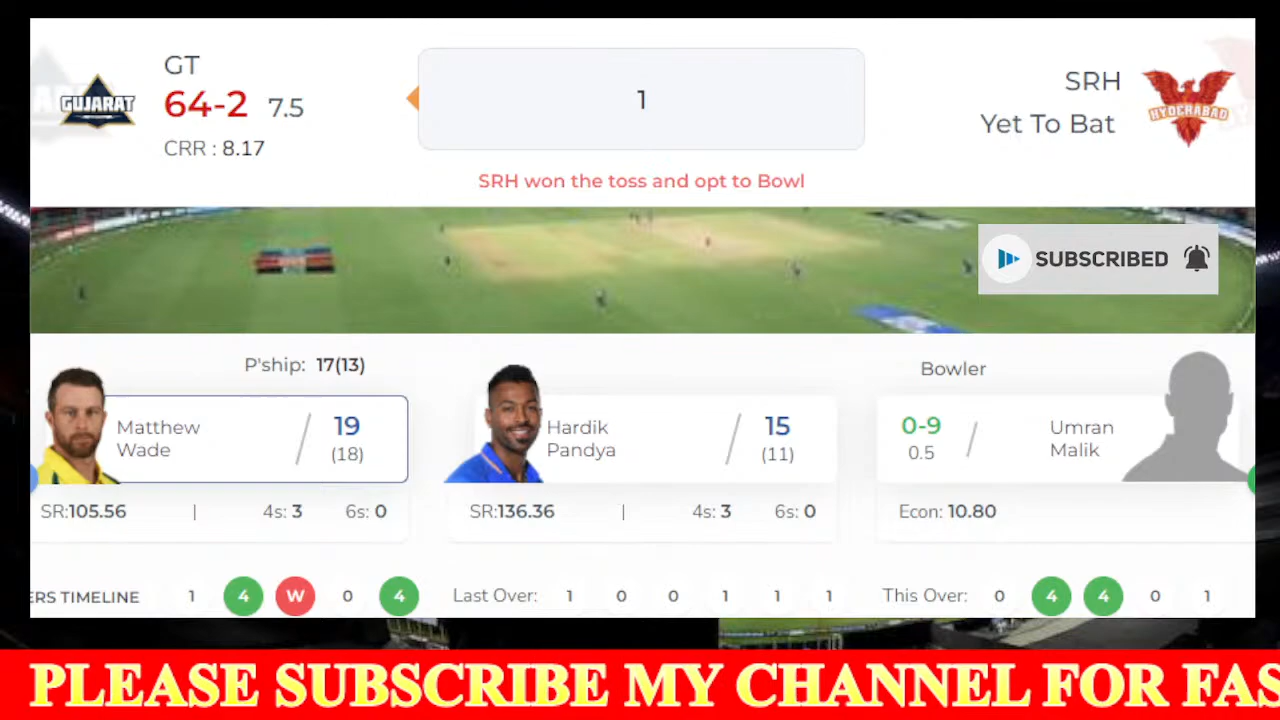 GT
64-2 7.5
CRR : 8.17
GUJARAT
1
SRH
Yet To Bat
HYDERABAD
SRH won the toss and opt to Bowl
SUBSCRIBED
P'ship: 17(13)
Matthew Wade / 19 (18)
SR:105.56 | 4s: 3 6s: 0
Hardik Pandya / 15 (11)
SR:136.36 | 4s: 3 6s: 0
Bowler
0-9 0.5 / Umran Malik
Econ: 10.80
ERS TIMELINE 1 4 W 0 4 Last Over: 1 0 0 1 1 1 This Over: 0 4 4 0 1
PLEASE SUBSCRIBE MY CHANNEL FOR FAS